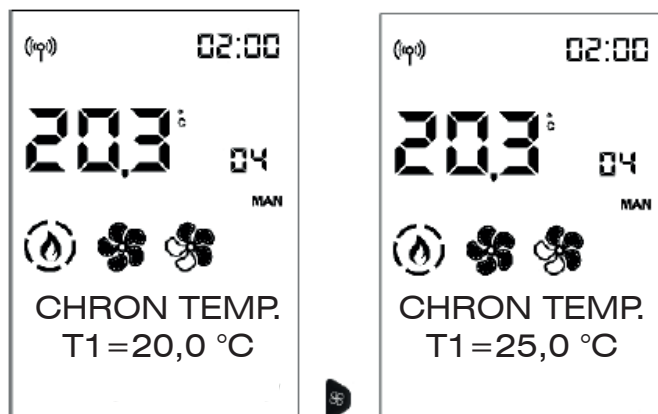 02:00
20,3 °C
04
MAN
CHRON TEMP.
T1=20,0 °C
02:00
20,3 °C
04
MAN
CHRON TEMP.
T1=25,0 °C